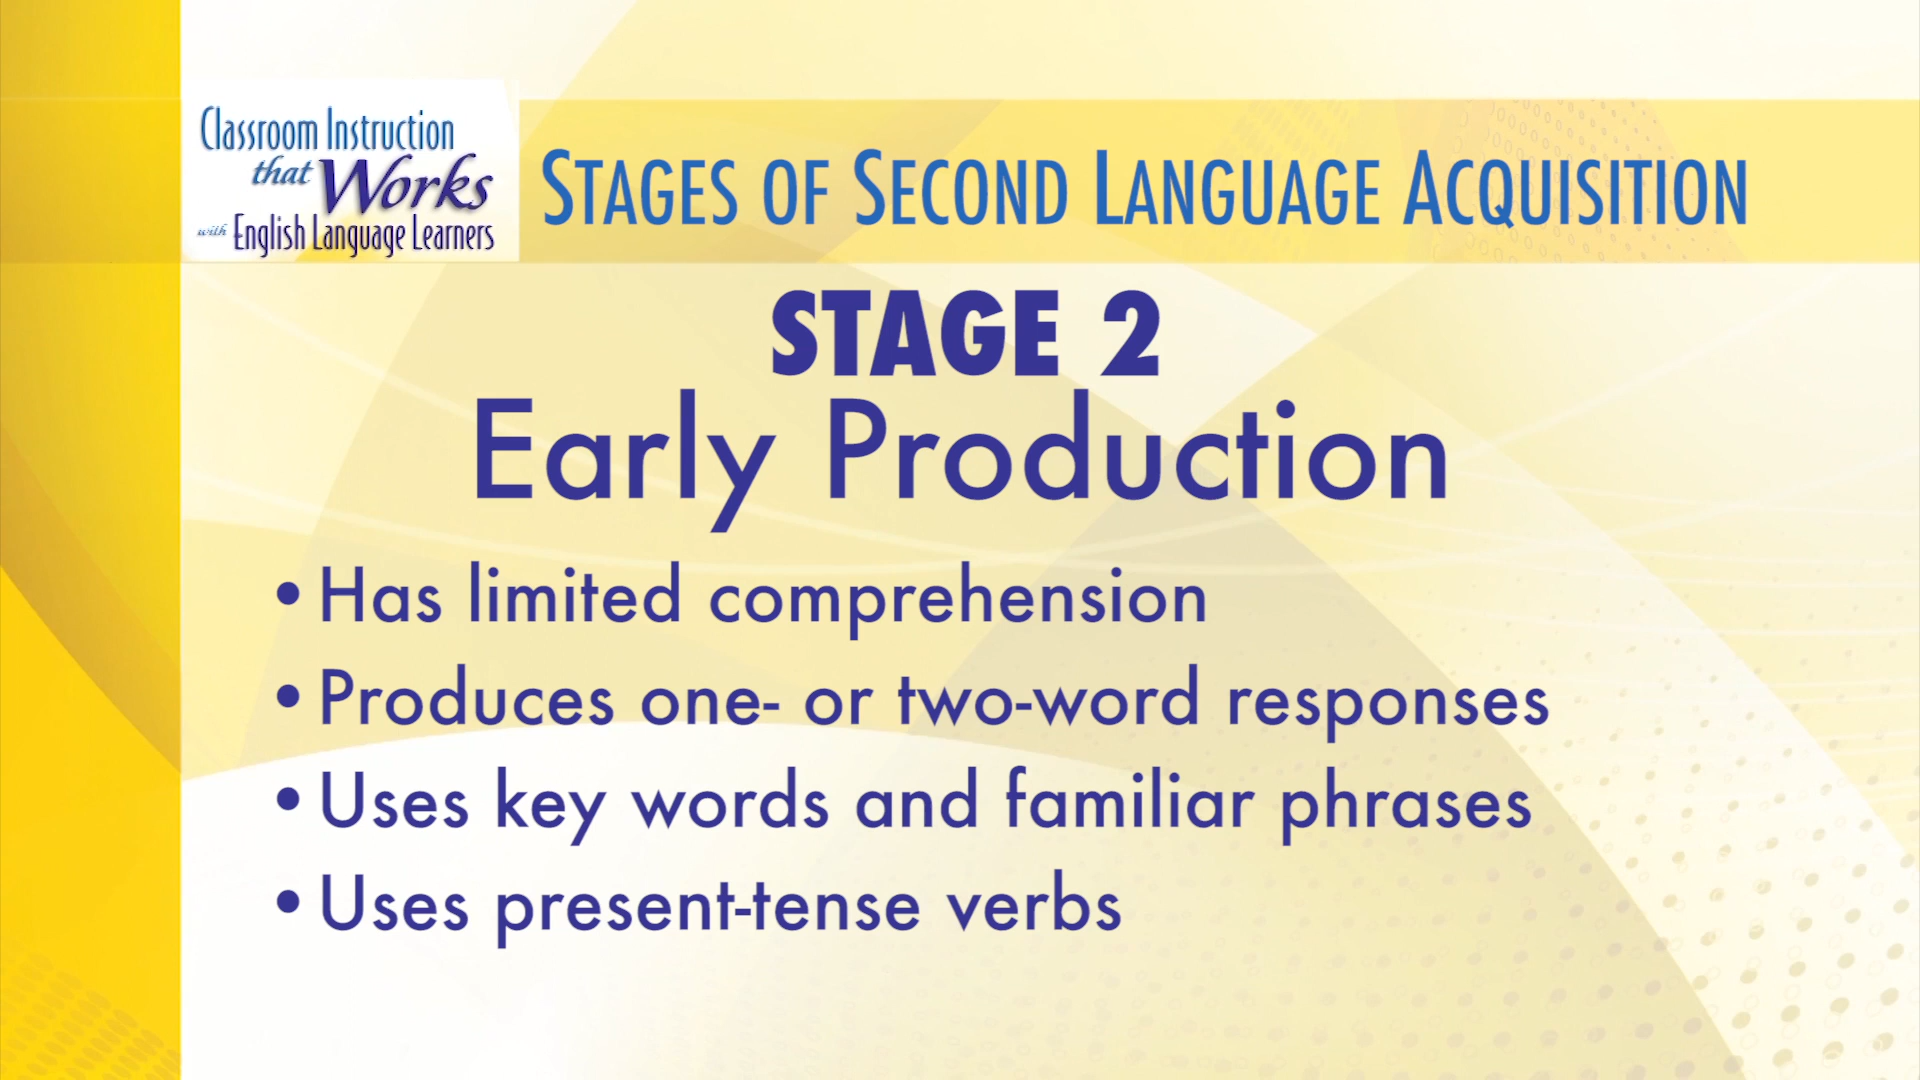 Classroom Instruction
that Works
with English Language Learners
STAGES OF SECOND LANGUAGE ACQUISITION
STAGE 2
Early Production
•Has limited comprehension
•Produces one- or two-word responses
•Uses key words and familiar phrases
•Uses present-tense verbs